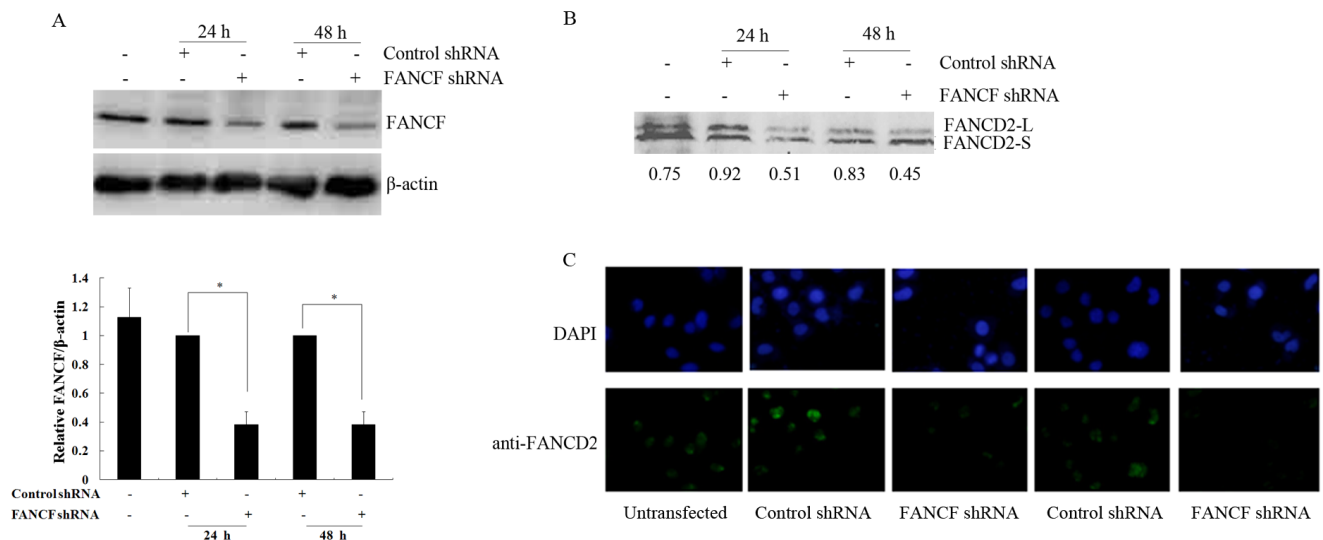 A
24 h 48 h
- + - + - Control shRNA
- - + - + FANCF shRNA
FANCF
β-actin
1.4
1.2
1
0.8
0.6
0.4
0.2
0
Relative FANCF/β-actin
* *
Control shRNA - + - + -
FANCF shRNA - - + - +
24 h 48 h
B
24 h 48 h
- + - + - Control shRNA
- - + - + FANCF shRNA
FANCD2-L
FANCD2-S
0.75 0.92 0.51 0.83 0.45
C
DAPI
anti-FANCD2
Untransfected Control shRNA FANCF shRNA Control shRNA FANCF shRNA